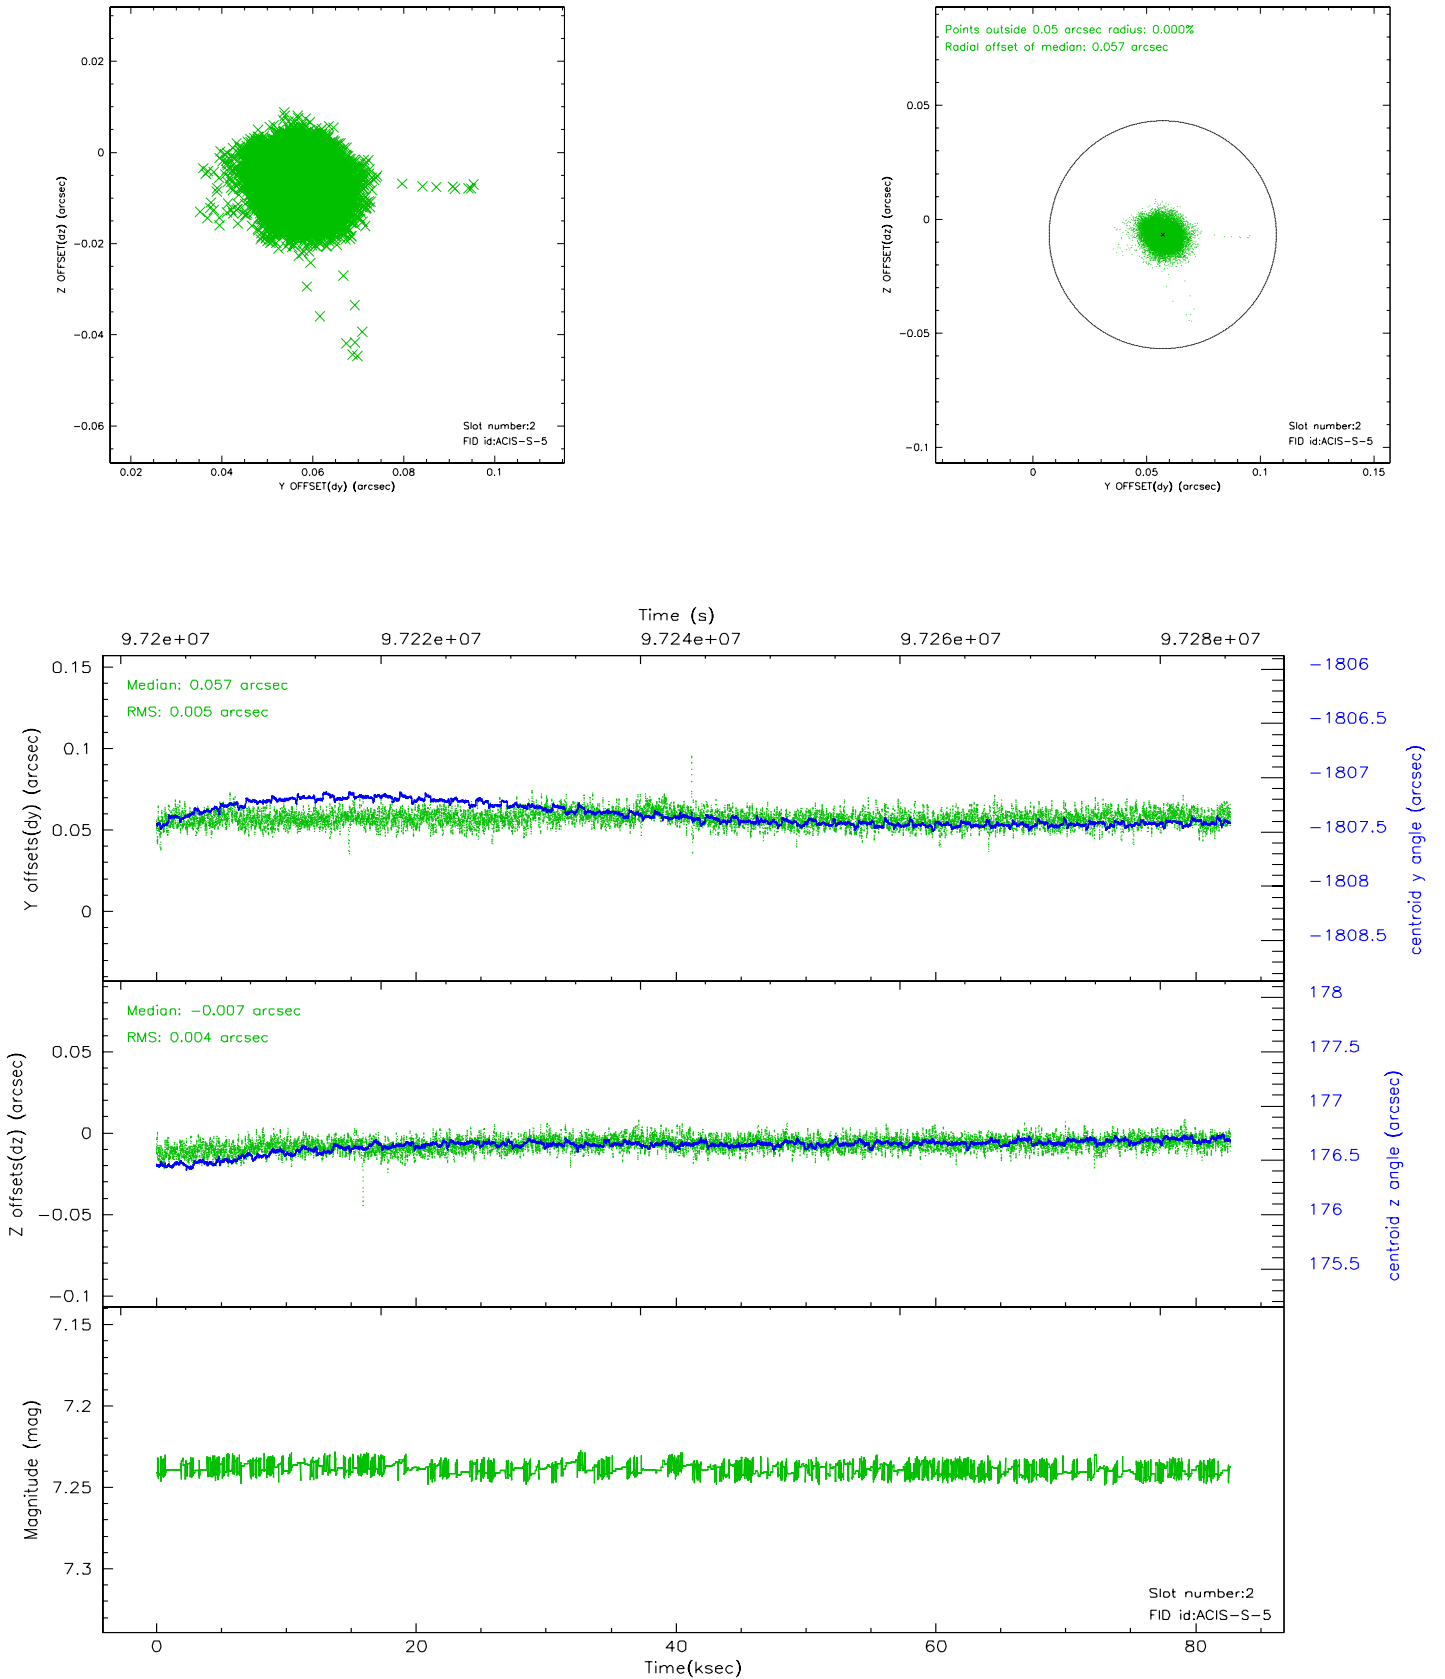 0.02
0
−0.02
−0.04
−0.06
Z OFFSET(dz) (arcsec)
Slot number:2
FID id:ACIS−S−5
0.02 0.04 0.06 0.08 0.1
Y OFFSET(dy) (arcsec)
Points outside 0.05 arcsec radius: 0.000%
Radial offset of median: 0.057 arcsec
0.05
0
−0.05
−0.1
Z OFFSET(dz) (arcsec)
Slot number:2
FID id:ACIS−S−5
0 0.05 0.1 0.15
Y OFFSET(dy) (arcsec)
Time (s)
9.72e+07 9.722e+07 9.724e+07 9.726e+07 9.728e+07
Median: 0.057 arcsec
RMS: 0.005 arcsec
0.15
0.1
0.05
0
Y offsets(dy) (arcsec)
−1806
−1806.5
−1807
−1807.5
−1808
−1808.5
centroid y angle (arcsec)
Median: −0.007 arcsec
RMS: 0.004 arcsec
0.05
0
−0.05
−0.1
Z offsets(dz) (arcsec)
178
177.5
177
176.5
176
175.5
centroid z angle (arcsec)
7.15
7.2
7.25
7.3
Magnitude (mag)
Slot number:2
FID id:ACIS−S−5
0 20 40 60 80
Time(ksec)